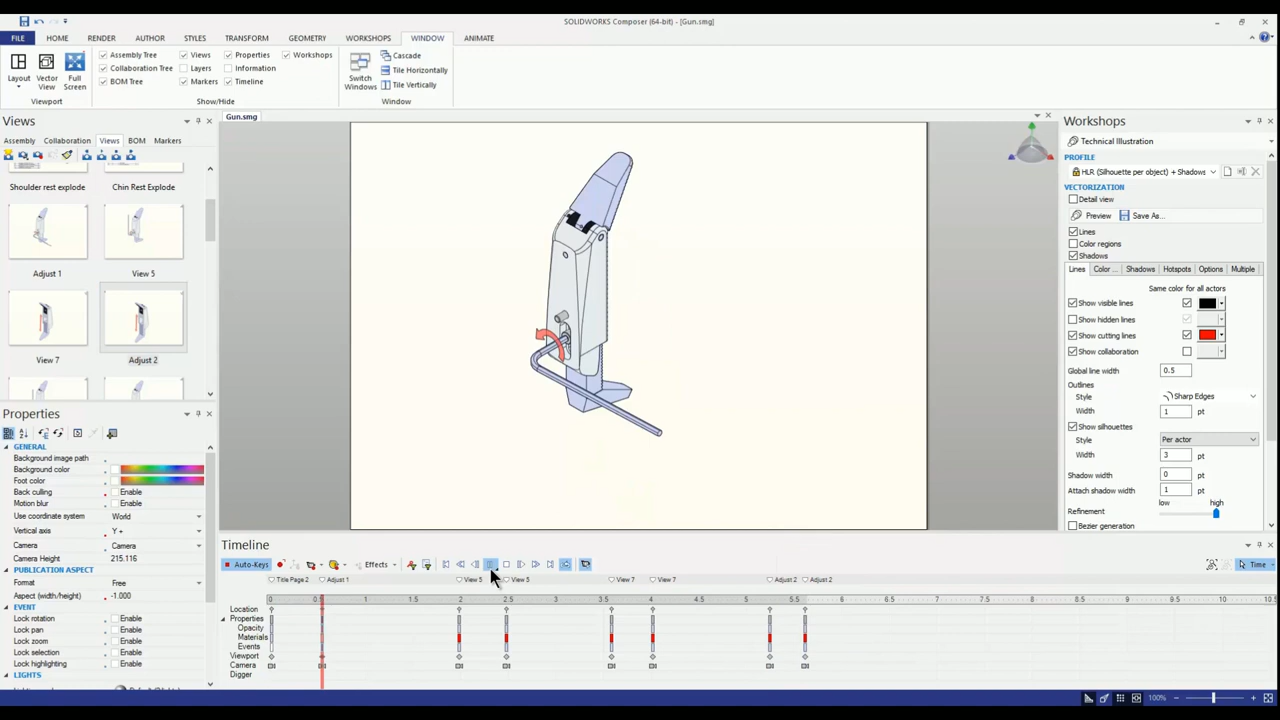 SOLIDWORKS Composer (64-bit) - [Gun.smg]
FILE HOME RENDER AUTHOR STYLES TRANSFORM GEOMETRY WORKSHOPS WINDOW ANIMATE
Layout
Vector View
Full Screen
Viewport
Assembly Tree
Collaboration Tree
BOM Tree
Views
Layers
Markers
Properties
Information
Timeline
Workshops
Show/Hide
Switch Windows
Cascade
Tile Horizontally
Tile Vertically
Window
Views
Assembly Collaboration Views BOM Markers
Shoulder rest explode
Chin Rest Explode
Adjust 1
View 5
View 7
Adjust 2
Properties
GENERAL
Background image path
Background color
Foot color
Back culling Enable
Motion blur Enable
Use coordinate system World
Vertical axis Y +
Camera Camera
Camera Height 215.116
PUBLICATION ASPECT
Format Free
Aspect (width/height) -1.000
EVENT
Lock rotation Enable
Lock pan Enable
Lock zoom Enable
Lock selection Enable
Lock highlighting Enable
LIGHTS
Gun.smg
Timeline
Auto-Keys
Effects
Time
Title Page 2 Adjust 1 View 5 View 5 View 7 View 7 Adjust 2 Adjust 2
0 0.5 1 1.5 2 2.5 3 3.5 4 4.5 5 5.5 6 6.5 7 7.5 8 8.5 9 9.5 10 10.5
Location
Properties
Opacity
Materials
Events
Viewport
Camera
Digger
Workshops
Technical Illustration
PROFILE
HLR (Silhouette per object) + Shadows
VECTORIZATION
Detail view
Preview Save As...
Lines
Color regions
Shadows
Lines Color ... Shadows Hotspots Options Multiple
Same color for all actors
Show visible lines
Show hidden lines
Show cutting lines
Show collaboration
Global line width 0.5
Outlines
Style Sharp Edges
Width 1 pt
Show silhouettes
Style Per actor
Width 3 pt
Shadow width 0 pt
Attach shadow width 1 pt
low high
Refinement
Bezier generation
100%